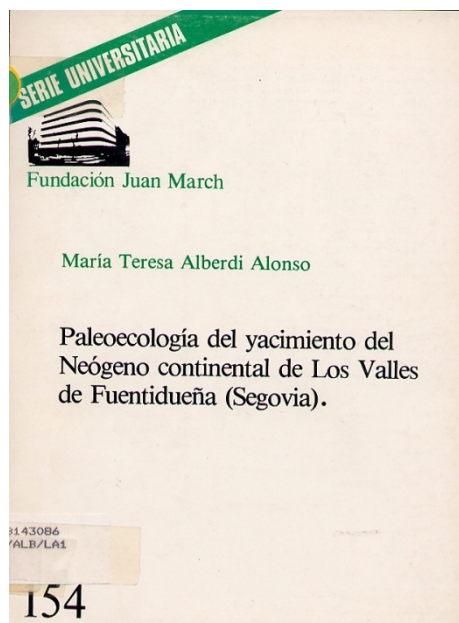 SERIE UNIVERSITARIA
Fundación Juan March
María Teresa Alberdi Alonso
Paleoecología del yacimiento del
Neógeno continental de Los Valles
de Fuentidueña (Segovia).
3143086
/ALB/LA1
154